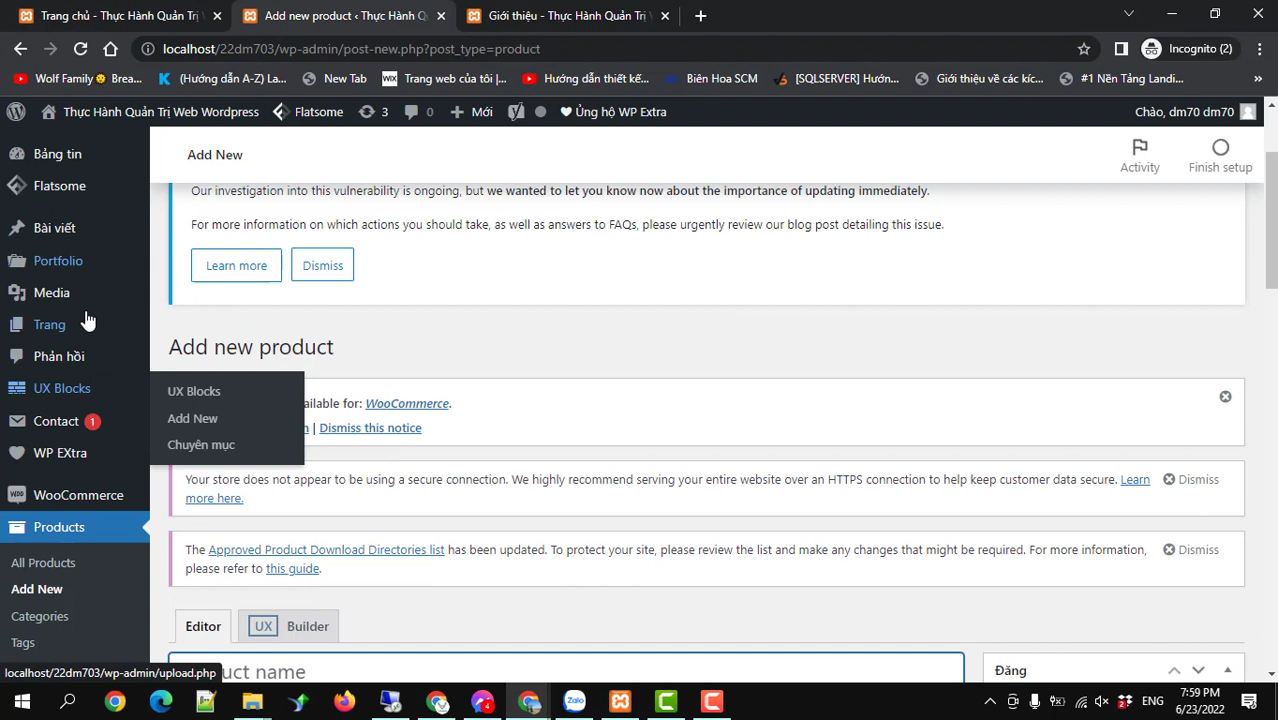 Trang chủ - Thực Hành Quản Trị V
Add new product ‹ Thực Hành Q
Giới thiệu - Thực Hành Quản Trị
localhost/22dm703/wp-admin/post-new.php?post_type=product
Incognito (2)
Wolf Family Brea...
(Hướng dẫn A-Z) La...
New Tab
WIX
Trang web của tôi |...
Hướng dẫn thiết kế...
Biên Hòa SCM
[SQLSERVER] Hướn...
Giới thiệu về các kíc...
#1 Nền Tảng Landi...
»
Thực Hành Quản Trị Web Wordpress
Flatsome
3
0
Mới
Ủng hộ WP Extra
Chào, dm70 dm70
Bảng tin
Flatsome
Bài viết
Portfolio
Media
Trang
Phản hồi
UX Blocks
Contact 1
WP EXtra
WooCommerce
Products
All Products
Add New
Categories
Tags
UX Blocks
Add New
Chuyên mục
Add New
Activity
Finish setup
Our investigation into this vulnerability is ongoing, but we wanted to let you know now about the importance of updating immediately.
For more information on which actions you should take, as well as answers to FAQs, please urgently review our blog post detailing this issue.
Learn more
Dismiss
Add new product
ailable for: WooCommerce.
| Dismiss this notice
Your store does not appear to be using a secure connection. We highly recommend serving your entire website over an HTTPS connection to help keep customer data secure. Learn
more here.
Dismiss
The Approved Product Download Directories list has been updated. To protect your site, please review the list and make any changes that might be required. For more information,
please refer to this guide.
Dismiss
Editor
UX Builder
uct name
Đăng
localhost/22dm703/wp-admin/upload.php
4
Zalo
ENG
7:59 PM
6/23/2022